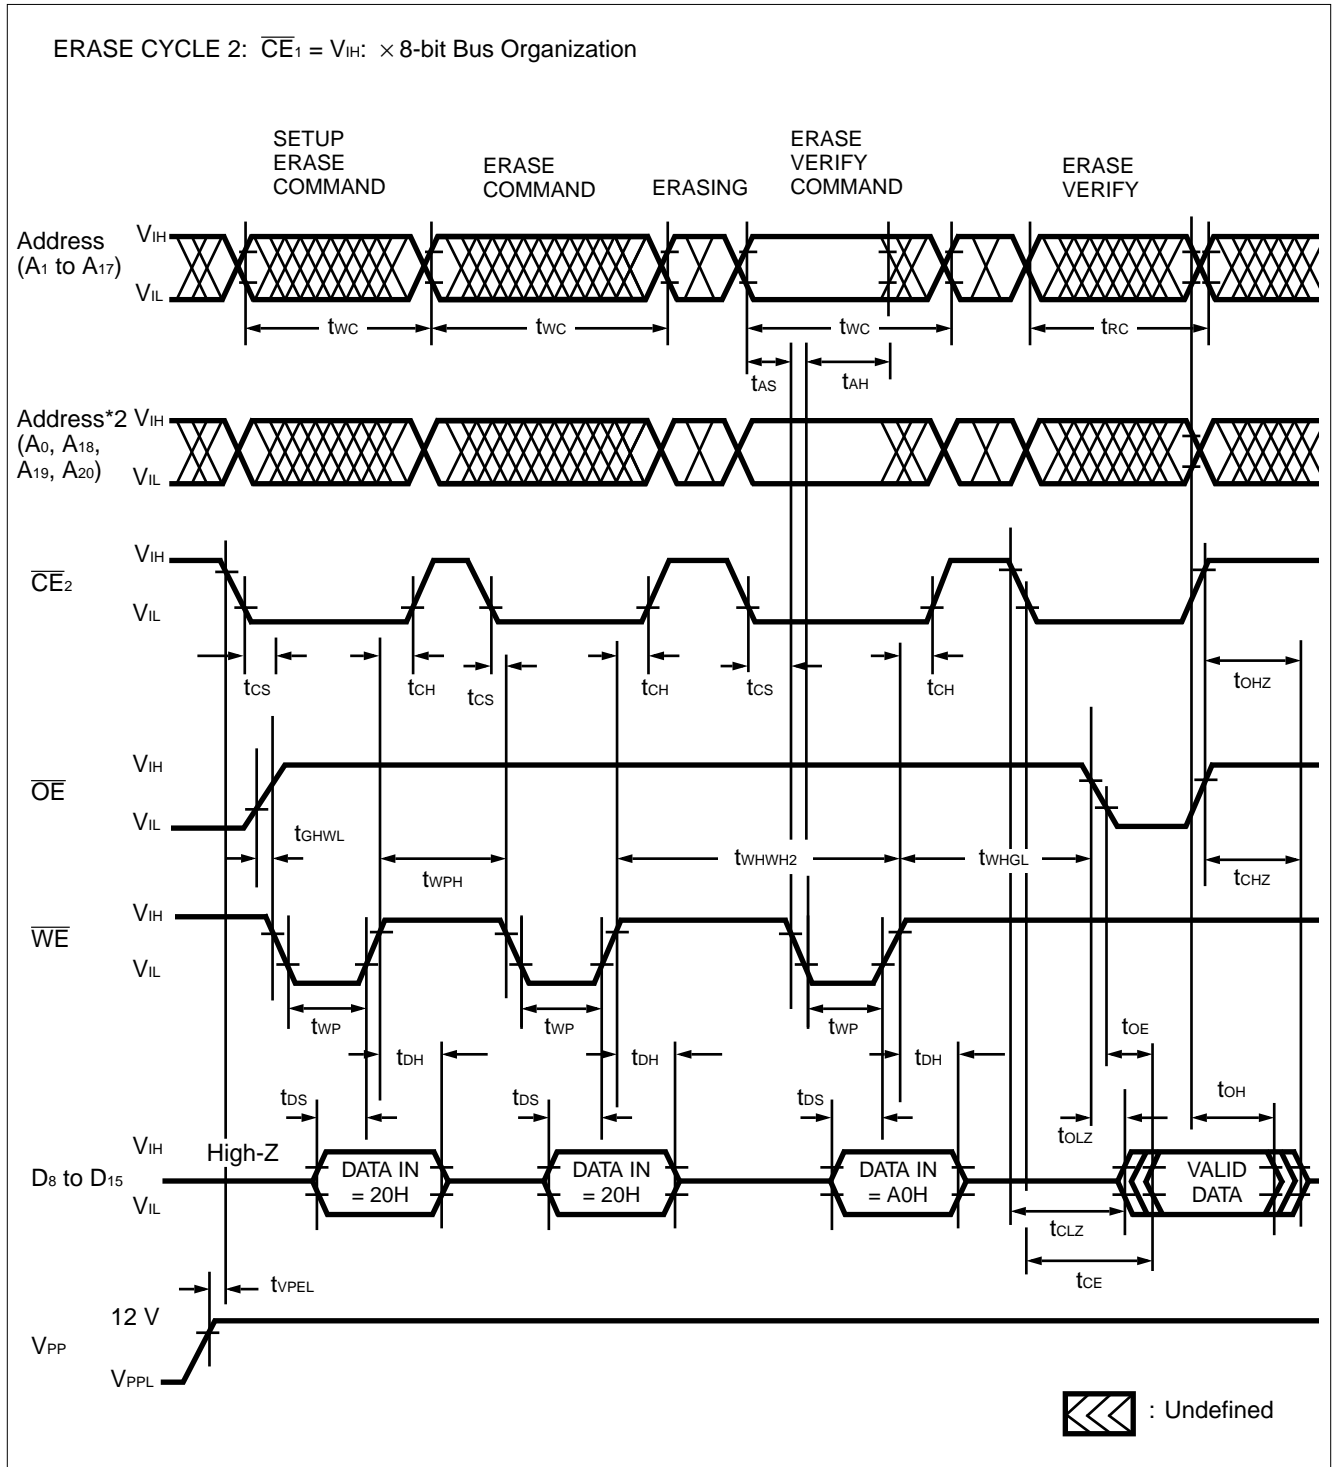 ERASE CYCLE 2: C̅E̅1 = VIH: × 8-bit Bus Organization
SETUP
ERASE
COMMAND
ERASE
COMMAND
ERASING
ERASE
VERIFY
COMMAND
ERASE
VERIFY
Address
(A1 to A17)
VIH
VIL
tWC
tWC
tWC
tRC
tAS
tAH
Address*2
(A0, A18,
A19, A20)
VIH
VIL
C̅E̅2
VIH
VIL
tCS
tCH
tCS
tCH
tCS
tCH
tOHZ
O̅E̅
VIH
VIL
tGHWL
tWPH
tWHWH2
tWHGL
tCHZ
W̅E̅
VIH
VIL
tWP
tWP
tWP
tOE
tDH
tDH
tDH
tDS
tDS
tDS
tOH
tOLZ
D8 to D15
VIH
VIL
High-Z
DATA IN
= 20H
DATA IN
= 20H
DATA IN
= A0H
VALID
DATA
tCLZ
tCE
tVPEL
VPP
12 V
VPPL
: Undefined